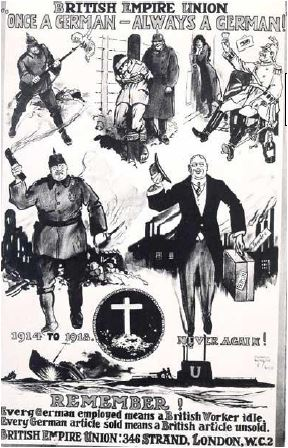 BRITISH EMPIRE UNION
"ONCE A GERMAN – ALWAYS A GERMAN!"
1914 TO 1918.
NEVER AGAIN!
U
REMEMBER!
Every German employed means a British Worker idle.
Every German article sold means a British article unsold.
BRITISH EMPIRE UNION: 346 STRAND, LONDON, W.C.2